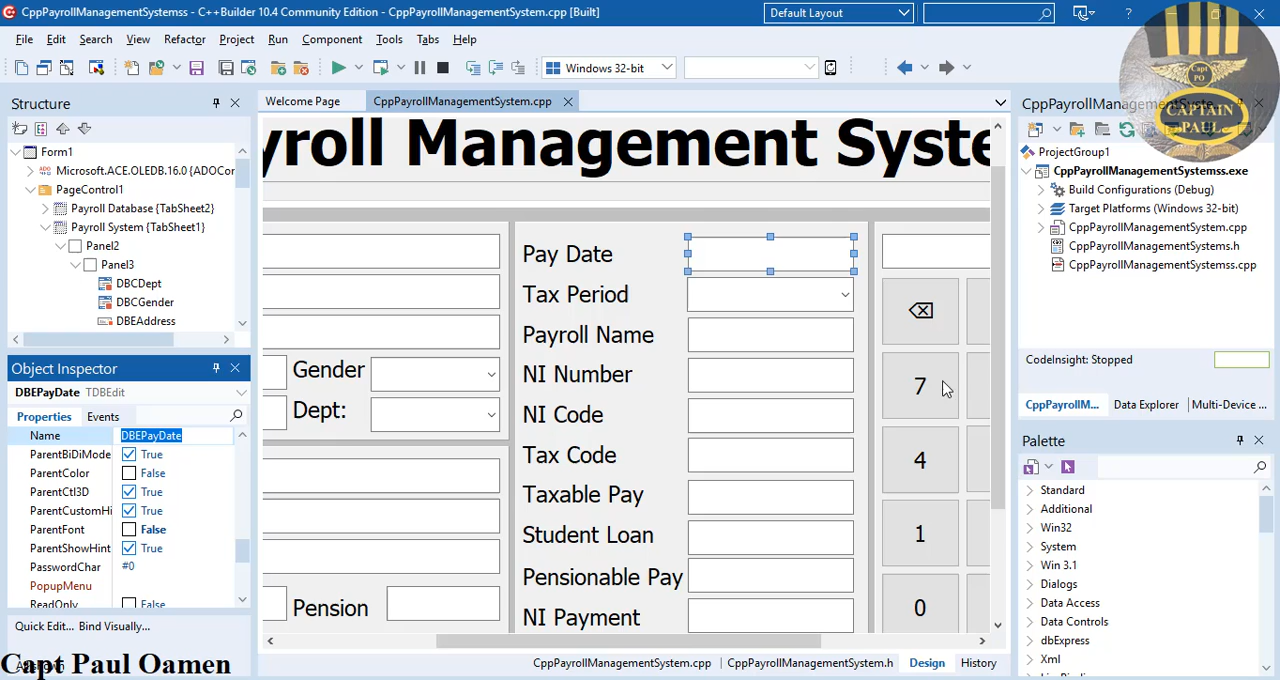 CppPayrollManagementSystemss - C++Builder 10.4 Community Edition - CppPayrollManagementSystem.cpp [Built]
Default Layout
File Edit Search View Refactor Project Run Component Tools Tabs Help
Windows 32-bit
Structure
Form1
Microsoft.ACE.OLEDB.16.0 {ADOCor
PageControl1
Payroll Database {TabSheet2}
Payroll System {TabSheet1}
Panel2
Panel3
DBCDept
DBCGender
DBEAddress
Object Inspector
DBEPayDate TDBEdit
Properties Events
Name DBEPayDate
ParentBiDiMode True
ParentColor False
ParentCtl3D True
ParentCustomHi True
ParentFont False
ParentShowHint True
PasswordChar #0
PopupMenu
ReadOnly False
Quick Edit... Bind Visually...
Capt Paul Oamen
Welcome Page CppPayrollManagementSystem.cpp
yroll Management Syste
Gender
Dept:
Pension
Pay Date
Tax Period
Payroll Name
NI Number
NI Code
Tax Code
Taxable Pay
Student Loan
Pensionable Pay
NI Payment
7
4
1
0
CppPayrollManagementSystem.cpp CppPayrollManagementSystem.h Design History
Capt
PO
CAPTAIN
PAUL
CppPayrollManagementSyste
ProjectGroup1
CppPayrollManagementSystemss.exe
Build Configurations (Debug)
Target Platforms (Windows 32-bit)
CppPayrollManagementSystem.cpp
CppPayrollManagementSystems.h
CppPayrollManagementSystemss.cpp
CodeInsight: Stopped
CppPayrollM... Data Explorer Multi-Device ...
Palette
Standard
Additional
Win32
System
Win 3.1
Dialogs
Data Access
Data Controls
dbExpress
Xml